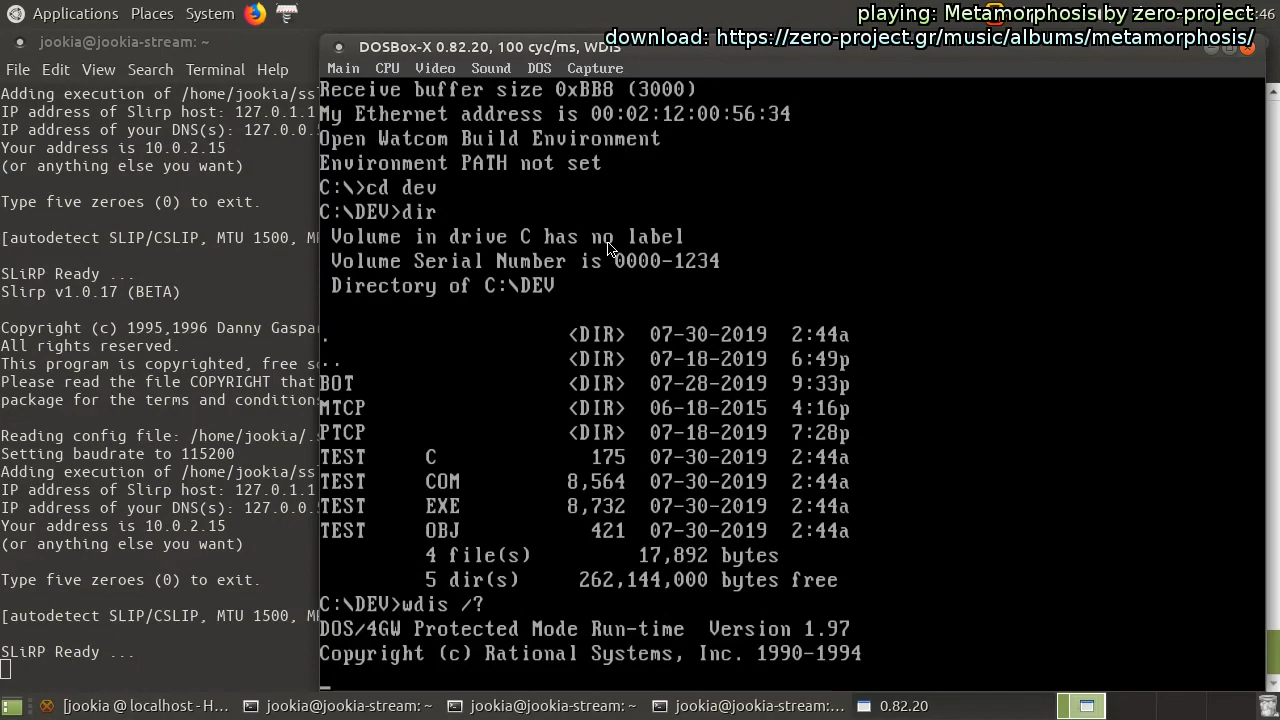 Applications Places System
playing: Metamorphosis by zero-project
:46
download: https://zero-project.gr/music/albums/metamorphosis/
jookia@jookia-stream: ~
File Edit View Search Terminal Help
Adding execution of /home/jookia/ss
IP address of Slirp host: 127.0.1.1
IP address of your DNS(s): 127.0.0.
Your address is 10.0.2.15
(or anything else you want)
Type five zeroes (0) to exit.
[autodetect SLIP/CSLIP, MTU 1500, M
SLiRP Ready ...
Slirp v1.0.17 (BETA)
Copyright (c) 1995,1996 Danny Gaspa
All rights reserved.
This program is copyrighted, free s
Please read the file COPYRIGHT that
package for the terms and condition
Reading config file: /home/jookia/.
Setting baudrate to 115200
Adding execution of /home/jookia/ss
IP address of Slirp host: 127.0.1.1
IP address of your DNS(s): 127.0.0.
Your address is 10.0.2.15
(or anything else you want)
Type five zeroes (0) to exit.
[autodetect SLIP/CSLIP, MTU 1500, M
SLiRP Ready ...
DOSBox-X 0.82.20, 100 cyc/ms, WDIS
Main CPU Video Sound DOS Capture
Receive buffer size 0xBB8 (3000)
My Ethernet address is 00:02:12:00:56:34
Open Watcom Build Environment
Environment PATH not set
C:\>cd dev
C:\DEV>dir
Volume in drive C has no label
Volume Serial Number is 0000-1234
Directory of C:\DEV
. <DIR> 07-30-2019 2:44a
.. <DIR> 07-18-2019 6:49p
BOT <DIR> 07-28-2019 9:33p
MTCP <DIR> 06-18-2015 4:16p
PTCP <DIR> 07-18-2019 7:28p
TEST C 175 07-30-2019 2:44a
TEST COM 8,564 07-30-2019 2:44a
TEST EXE 8,732 07-30-2019 2:44a
TEST OBJ 421 07-30-2019 2:44a
4 file(s) 17,892 bytes
5 dir(s) 262,144,000 bytes free
C:\DEV>wdis /?
DOS/4GW Protected Mode Run-time Version 1.97
Copyright (c) Rational Systems, Inc. 1990-1994
[jookia @ localhost - H... jookia@jookia-stream: ~ jookia@jookia-stream: ~ jookia@jookia-stream:... 0.82.20